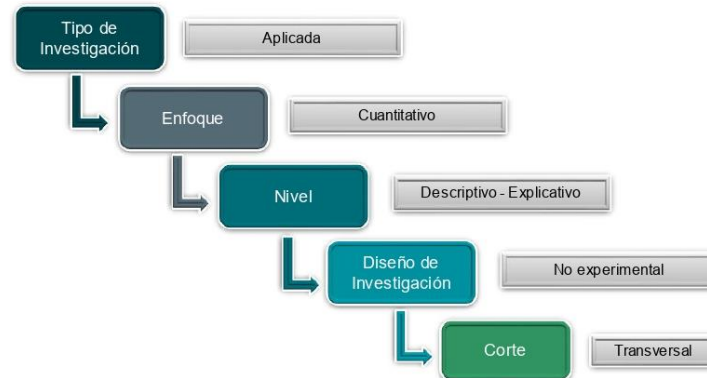 Tipo de
Investigación
Aplicada
Enfoque
Cuantitativo
Nivel
Descriptivo - Explicativo
Diseño de
Investigación
No experimental
Corte
Transversal